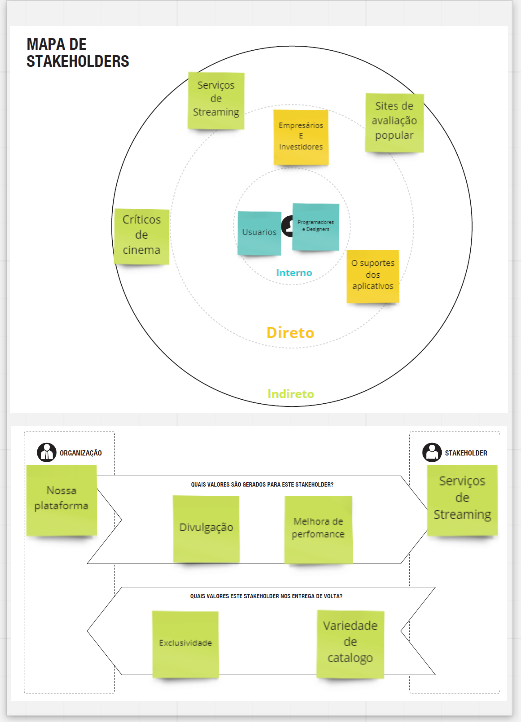 MAPA DE
STAKEHOLDERS
Serviços
de
Streaming
Sites de
avaliação
popular
Empresários
E
Investidores
Críticos
de
cinema
Usuarios
Programadores
e Designers
Interno
O suportes
dos
aplicativos
Direto
Indireto
ORGANIZAÇÃO
STAKEHOLDER
Nossa
plataforma
QUAIS VALORES SÃO GERADOS PARA ESTE STAKEHOLDER?
Divulgação
Melhora de
perfomance
Serviços
de
Streaming
QUAIS VALORES ESTE STAKEHOLDER NOS ENTREGA DE VOLTA?
Exclusividade
Variedade
de
catalogo